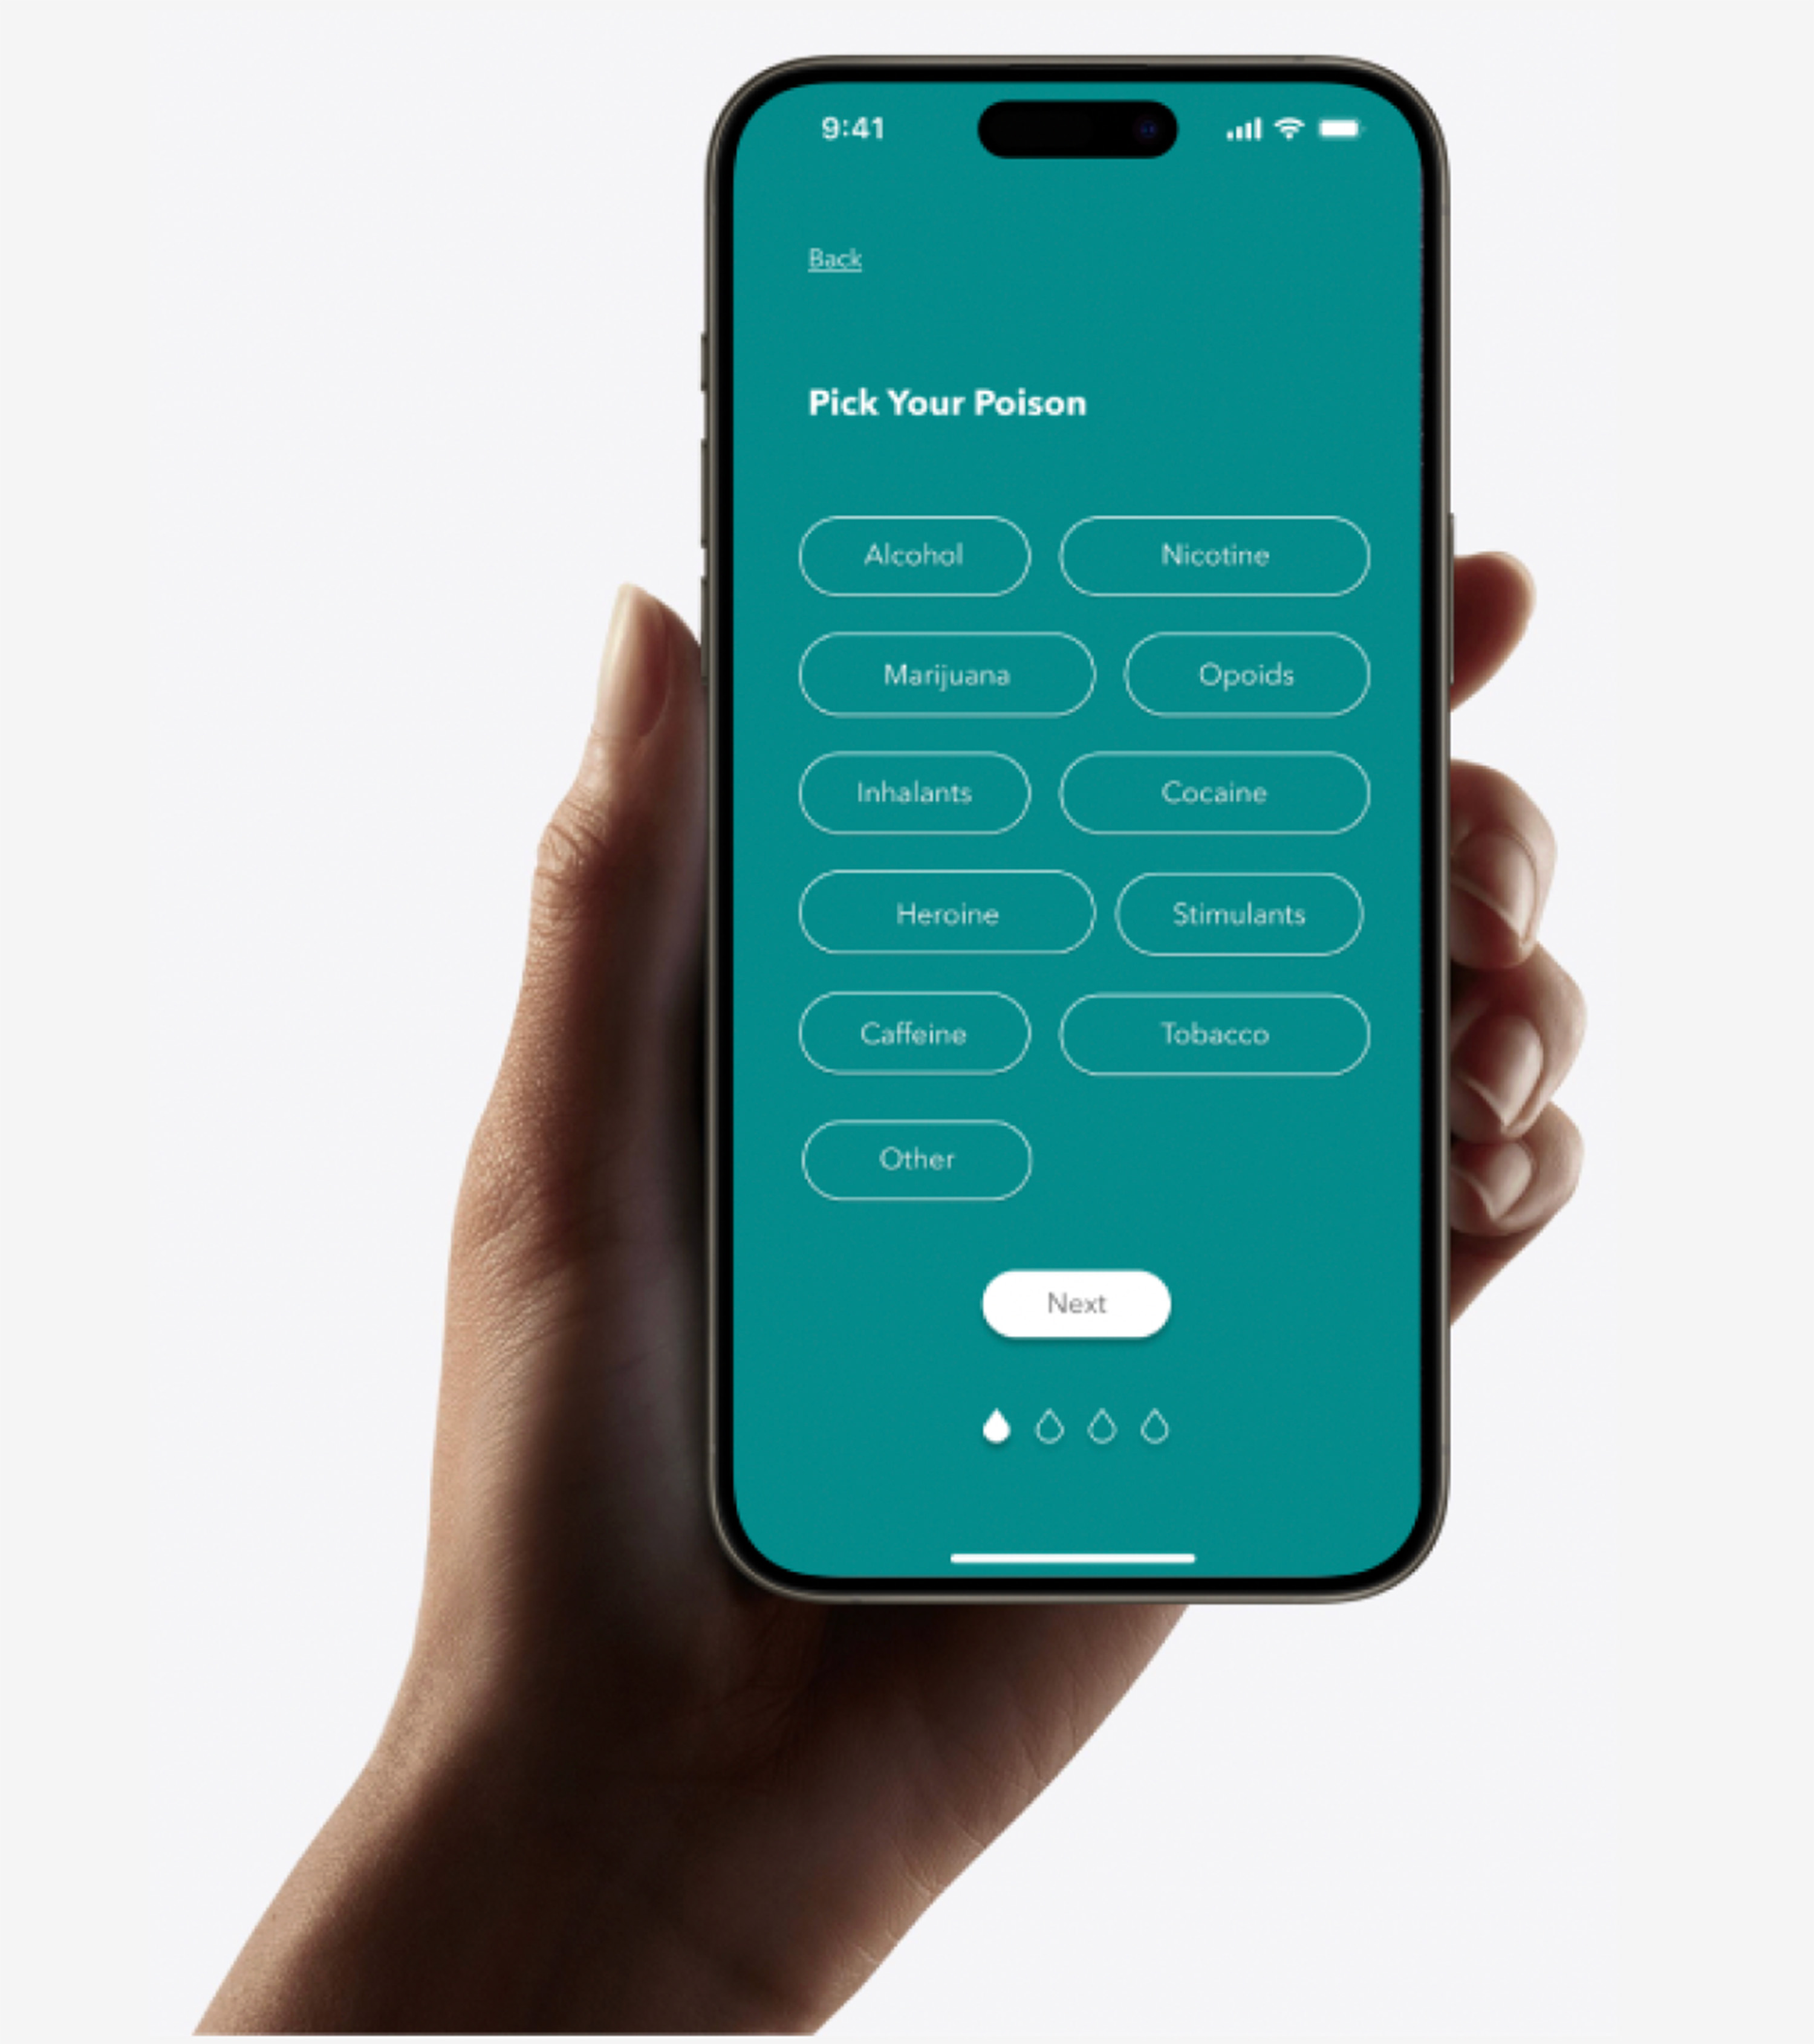 9:41
Back
Pick Your Poison
Alcohol
Nicotine
Marijuana
Opoids
Inhalants
Cocaine
Heroine
Stimulants
Caffeine
Tobacco
Other
Next